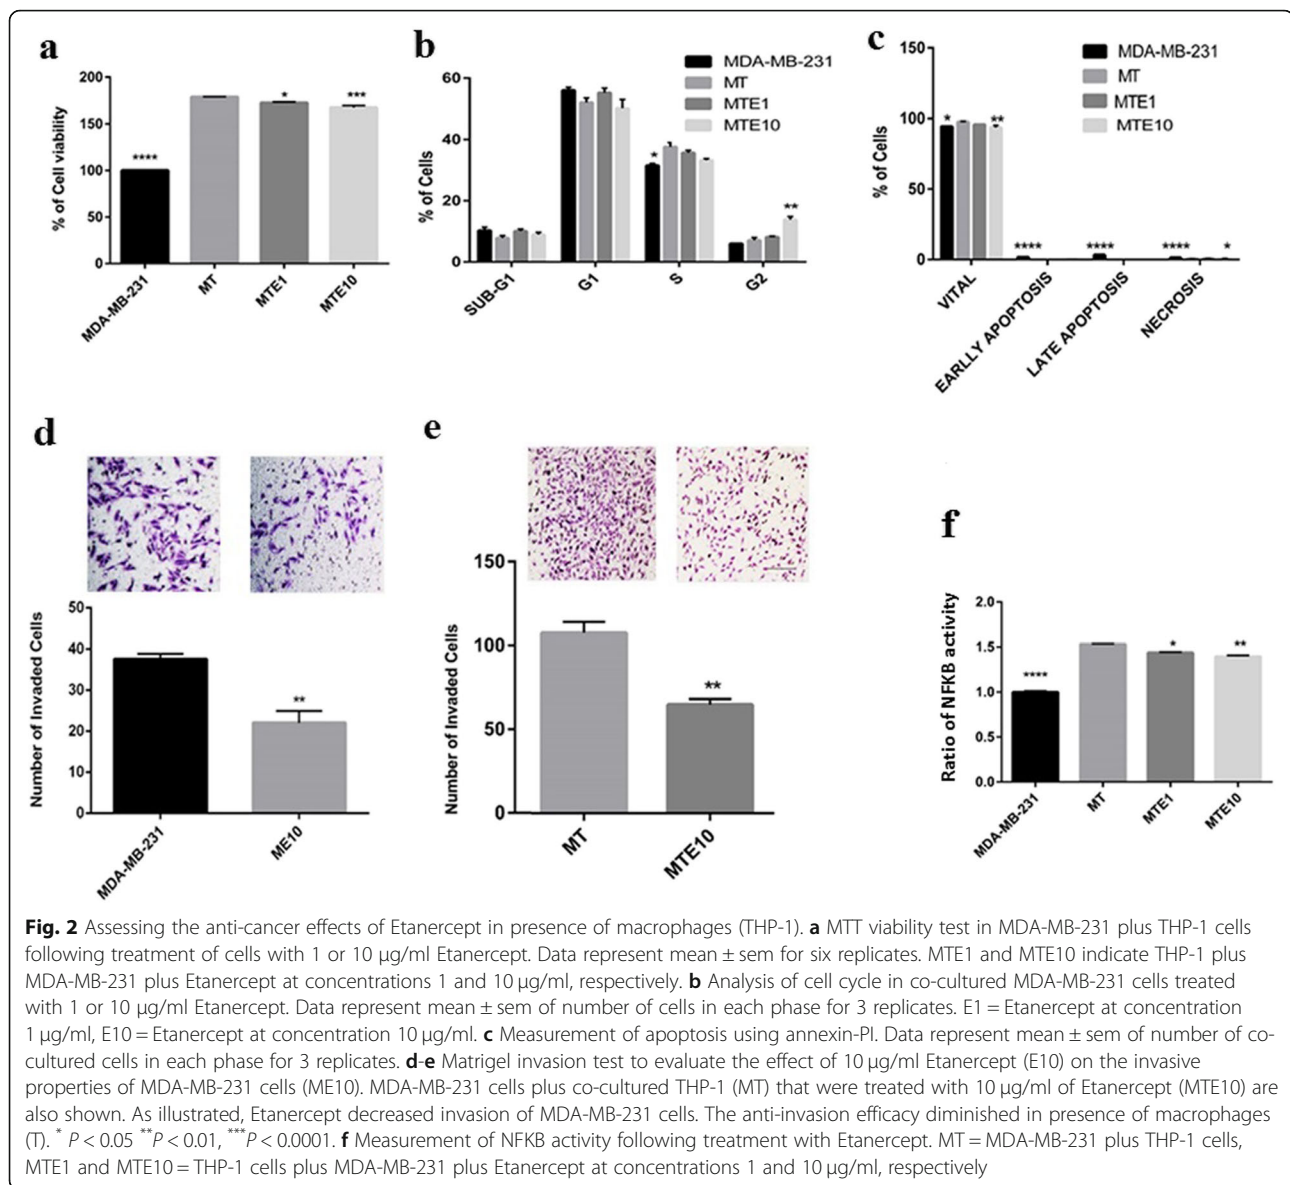 a
% of Cell viability
200
150
100
50
0
****
*
***
MDA-MB-231
MT
MTE1
MTE10
b
% of Cells
60
40
20
0
MDA-MB-231
MT
MTE1
MTE10
*
**
SUB-G1
G1
S
G2
c
% of Cells
150
100
50
0
MDA-MB-231
MT
MTE1
MTE10
*
**
****
****
****
*
VITAL
EARLLY APOPTOSIS
LATE APOPTOSIS
NECROSIS
d
Number of Invaded Cells
50
40
30
20
10
0
**
MDA-MB-231
ME10
e
Number of Invaded Cells
150
100
50
0
**
MT
MTE10
f
Ratio of NFKB activity
2.0
1.5
1.0
0.5
0.0
****
*
**
MDA-MB-231
MT
MTE1
MTE10
Fig. 2 Assessing the anti-cancer effects of Etanercept in presence of macrophages (THP-1). a MTT viability test in MDA-MB-231 plus THP-1 cells
following treatment of cells with 1 or 10 μg/ml Etanercept. Data represent mean ± sem for six replicates. MTE1 and MTE10 indicate THP-1 plus
MDA-MB-231 plus Etanercept at concentrations 1 and 10 μg/ml, respectively. b Analysis of cell cycle in co-cultured MDA-MB-231 cells treated
with 1 or 10 μg/ml Etanercept. Data represent mean ± sem of number of cells in each phase for 3 replicates. E1 = Etanercept at concentration
1 μg/ml, E10 = Etanercept at concentration 10 μg/ml. c Measurement of apoptosis using annexin-PI. Data represent mean ± sem of number of co-
cultured cells in each phase for 3 replicates. d-e Matrigel invasion test to evaluate the effect of 10 μg/ml Etanercept (E10) on the invasive
properties of MDA-MB-231 cells (ME10). MDA-MB-231 cells plus co-cultured THP-1 (MT) that were treated with 10 μg/ml of Etanercept (MTE10) are
also shown. As illustrated, Etanercept decreased invasion of MDA-MB-231 cells. The anti-invasion efficacy diminished in presence of macrophages
(T). * P < 0.05 **P < 0.01, ***P < 0.0001. f Measurement of NFKB activity following treatment with Etanercept. MT = MDA-MB-231 plus THP-1 cells,
MTE1 and MTE10 = THP-1 cells plus MDA-MB-231 plus Etanercept at concentrations 1 and 10 μg/ml, respectively